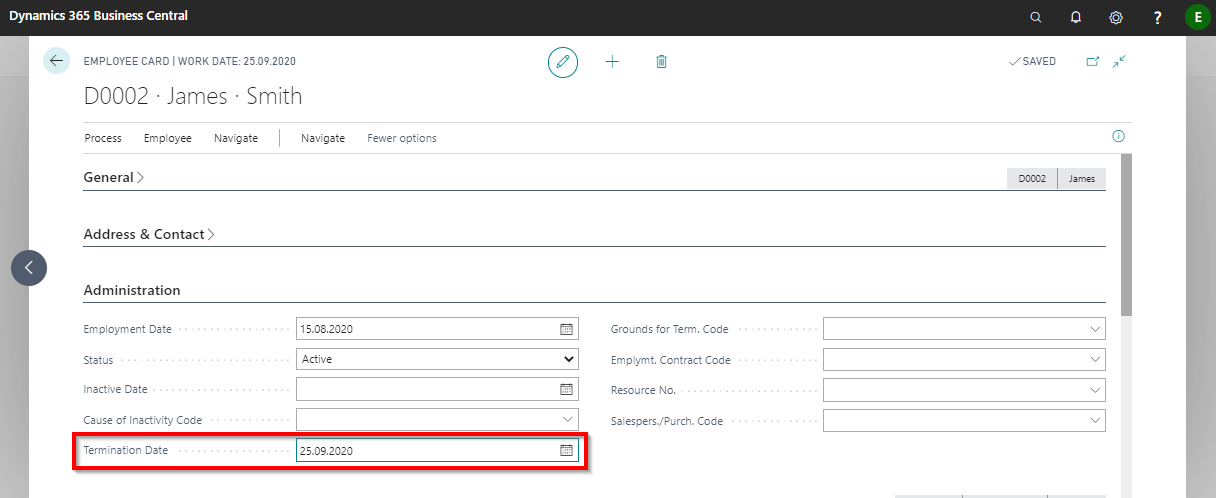 Dynamics 365 Business Central
?
E
EMPLOYEE CARD | WORK DATE: 25.09.2020
SAVED
D0002 · James · Smith
Process Employee Navigate Navigate Fewer options
General
D0002 James
Address & Contact
Administration
Employment Date 15.08.2020 Grounds for Term. Code
Status Active Emplymt. Contract Code
Inactive Date Resource No.
Cause of Inactivity Code Salespers./Purch. Code
Termination Date 25.09.2020